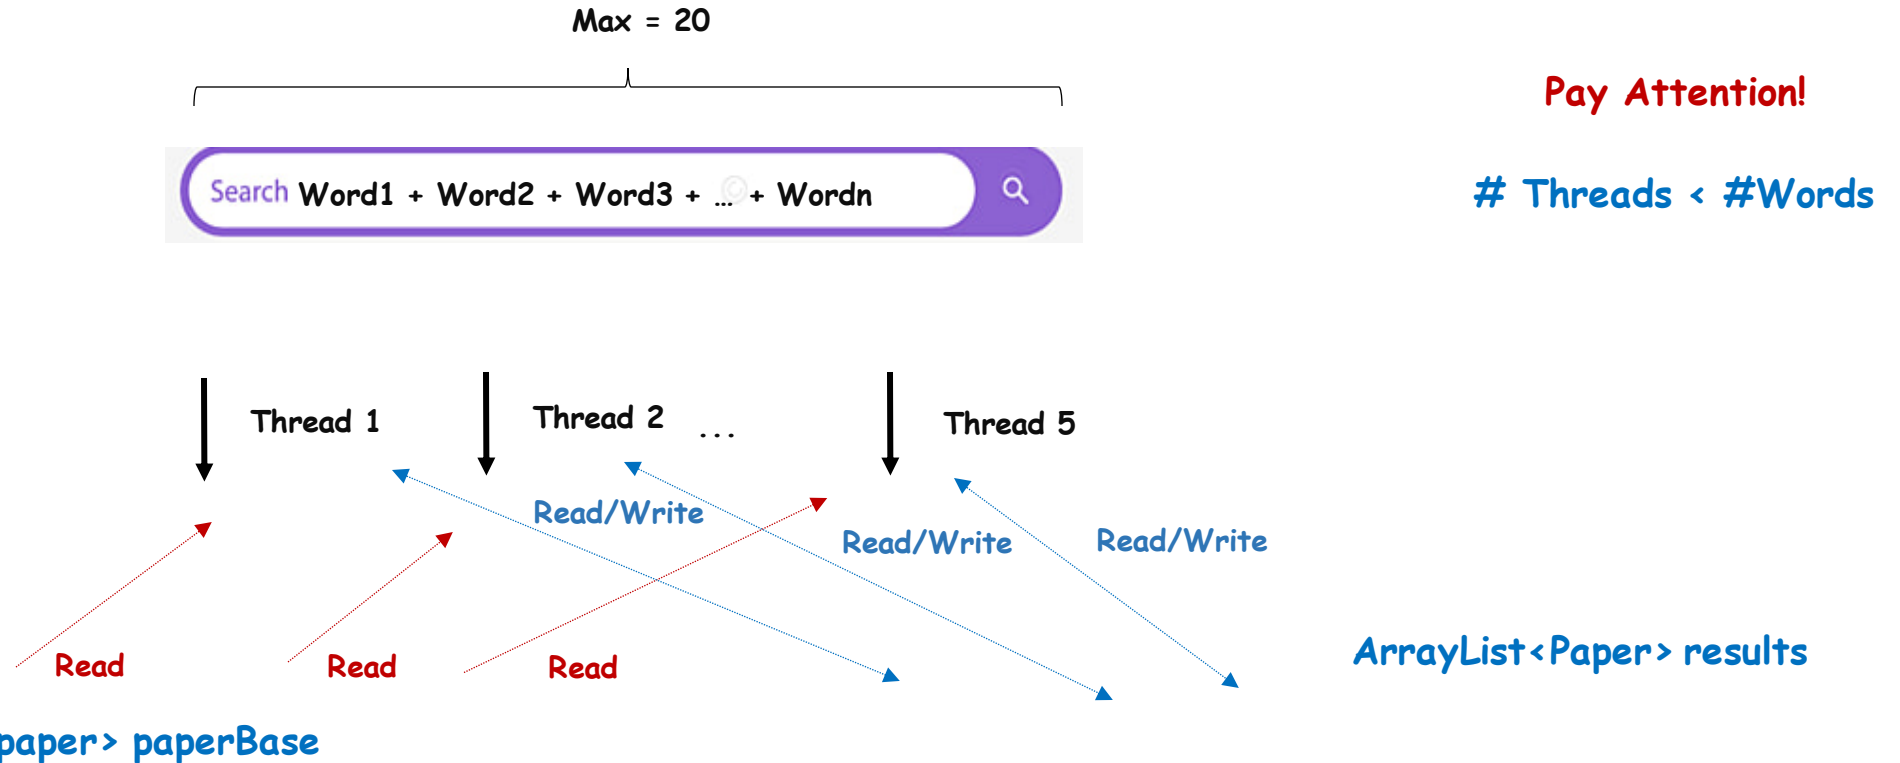 Max = 20
Pay Attention!
Search Word1 + Word2 + Word3 + ... + Wordn
# Threads < #Words
Thread 1
Thread 2
...
Thread 5
Read/Write
Read/Write
Read/Write
Read
Read
Read
ArrayList<Paper> results
paper> paperBase